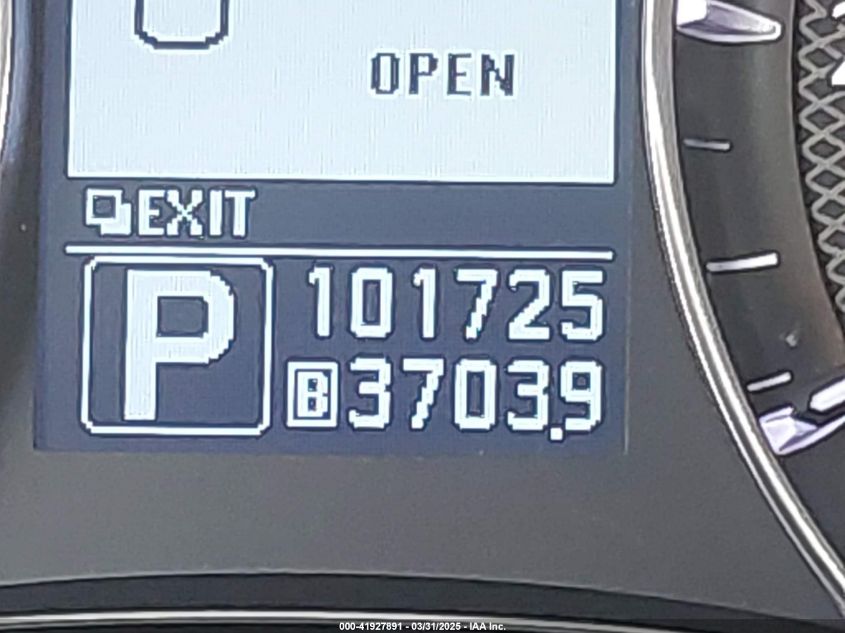 OPEN
EXIT
P
101725
B 3703.9
000-41927891 - 03/31/2025 - IAA Inc.